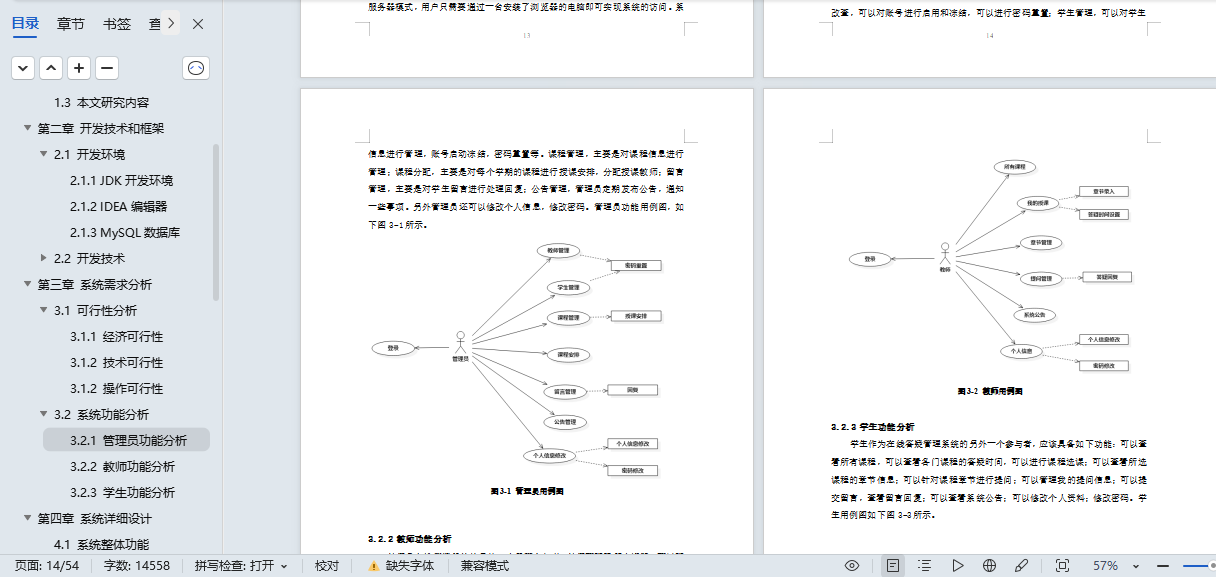 目录 章节 书签 查
1.3 本文研究内容
第二章 开发技术和框架
2.1 开发环境
2.1.1 JDK 开发环境
2.1.2 IDEA 编辑器
2.1.3 MySQL 数据库
2.2 开发技术
第三章 系统需求分析
3.1 可行性分析
3.1.1 经济可行性
3.1.2 技术可行性
3.1.2 操作可行性
3.2 系统功能分析
3.2.1 管理员功能分析
3.2.2 教师功能分析
3.2.3 学生功能分析
第四章 系统详细设计
4.1 系统整体功能
服务器模式，用户只需要通过一台安装了浏览器的电脑即可实现系统的访问。系
13
改查，可以对账号进行启用和冻结，可以进行密码重置；学生管理，可以对学生
14
信息进行管理，账号启动冻结，密码重置等。课程管理，主要是对课程信息进行
管理；课程分配，主要是对每个学期的课程进行授课安排，分配授课教师；留言
管理，主要是对学生留言进行处理回复；公告管理，管理员定期发布公告，通知
一些事项。另外管理员还可以修改个人信息，修改密码。管理员功能用例图，如
下图 3-1 所示。
教师管理
密码重置
学生管理
课程管理
授课安排
登录
管理员
课程安排
留言管理
回复
公告管理
个人信息修改
个人信息修改
密码修改
图 3-1 管理员用例图
3.2.2 教师功能分析
所有课程
章节录入
我的授课
答疑时间设置
章节管理
登录
教师
提问管理
答疑回复
系统公告
个人信息修改
个人信息
密码修改
图 3-2 教师用例图
3.2.3 学生功能分析
学生作为在线答疑管理系统的另外一个参与者，应该具备如下功能：可以查
看所有课程，可以查看各门课程的答疑时间，可以进行课程选课；可以查看所选
课程的章节信息；可以针对课程章节进行提问；可以管理我的提问信息；可以提
交留言，查看留言回复；可以查看系统公告；可以修改个人资料；修改密码。学
生用例图如下图 3-3 所示。
页面: 14/54 字数: 14558 拼写检查: 打开 校对 缺失字体 兼容模式 57%